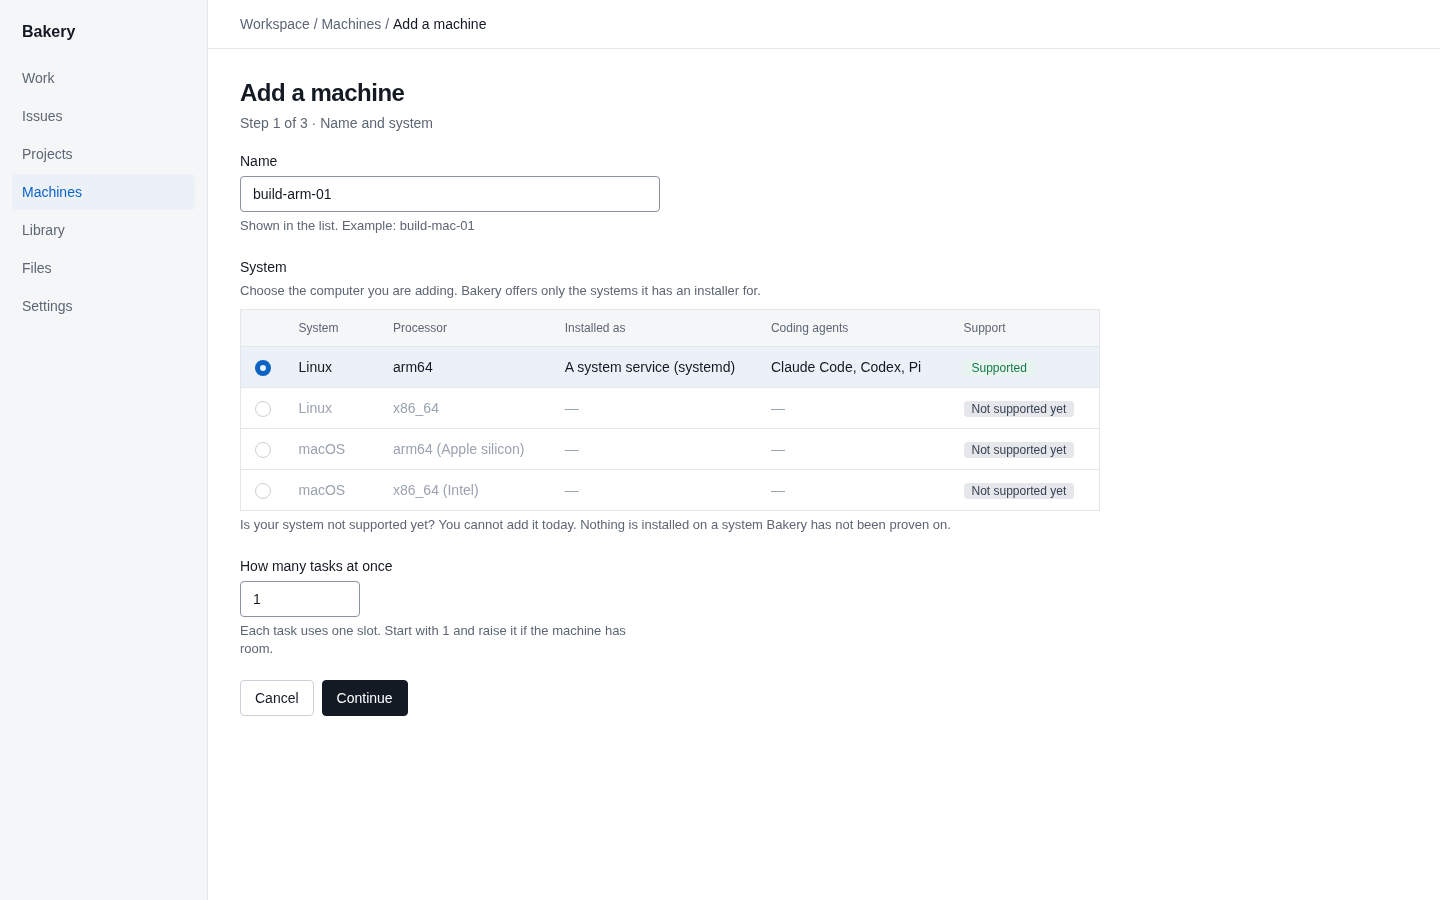 Bakery
Work
Issues
Projects
Machines
Library
Files
Settings
Workspace / Machines / Add a machine
Add a machine
Step 1 of 3 · Name and system
Name
build-arm-01
Shown in the list. Example: build-mac-01
System
Choose the computer you are adding. Bakery offers only the systems it has an installer for.
System Processor Installed as Coding agents Support
Linux arm64 A system service (systemd) Claude Code, Codex, Pi Supported
Linux x86_64 — — Not supported yet
macOS arm64 (Apple silicon) — — Not supported yet
macOS x86_64 (Intel) — — Not supported yet
Is your system not supported yet? You cannot add it today. Nothing is installed on a system Bakery has not been proven on.
How many tasks at once
1
Each task uses one slot. Start with 1 and raise it if the machine has
room.
Cancel Continue